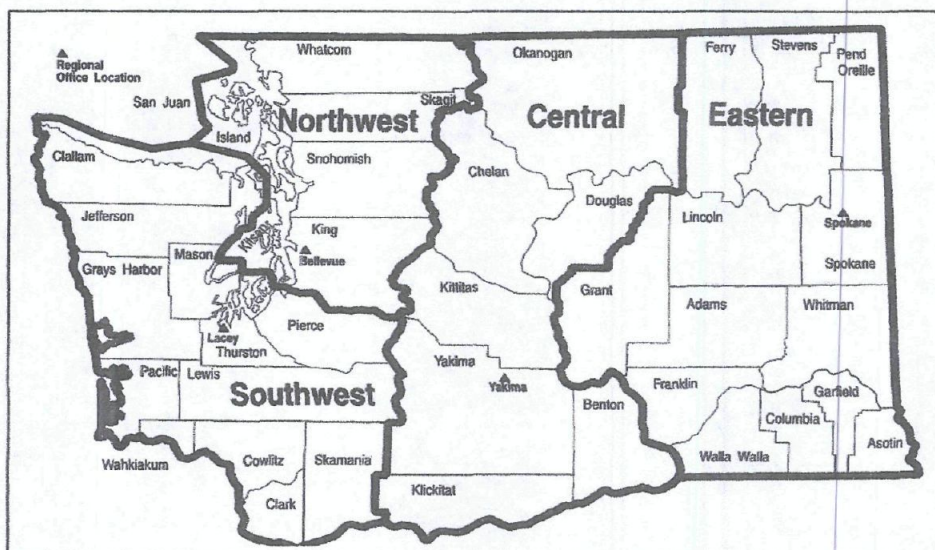 Regional
Office Location
San Juan
Whatcom
Skagit
Island
Northwest
Snohomish
King
Bellevue
Kitsap
Okanogan
Central
Chelan
Douglas
Kittitas
Yakima
Yakima
Benton
Klickitat
Ferry
Stevens
Pend
Oreille
Eastern
Lincoln
Spokane
Spokane
Grant
Adams
Whitman
Franklin
Garfield
Columbia
Walla Walla
Asotin
Clallam
Jefferson
Mason
Grays Harbor
Pierce
Lacey
Thurston
Pacific
Lewis
Southwest
Wahkiakum
Cowlitz
Skamania
Clark